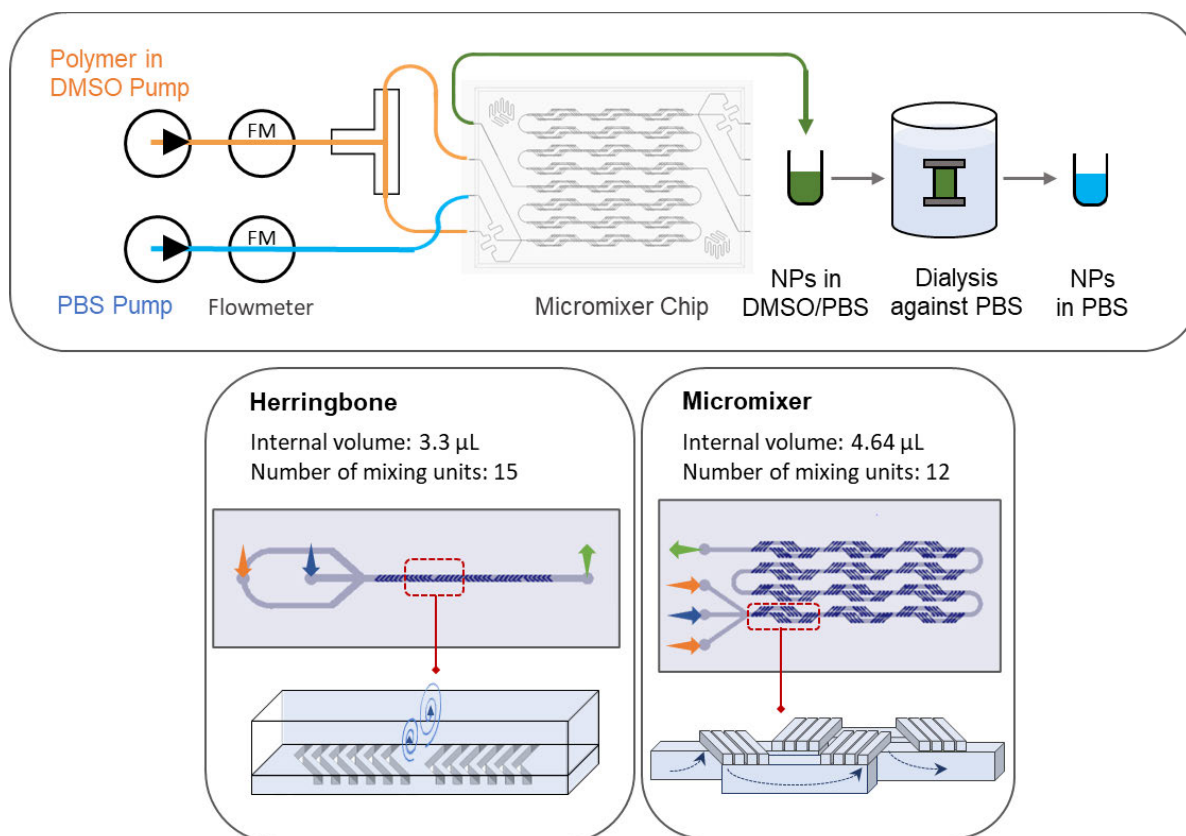 Polymer in
DMSO Pump
FM
FM
PBS Pump
Flowmeter
Micromixer Chip
NPs in
DMSO/PBS
Dialysis
against PBS
NPs
in PBS
Herringbone
Internal volume: 3.3 µL
Number of mixing units: 15
Micromixer
Internal volume: 4.64 µL
Number of mixing units: 12